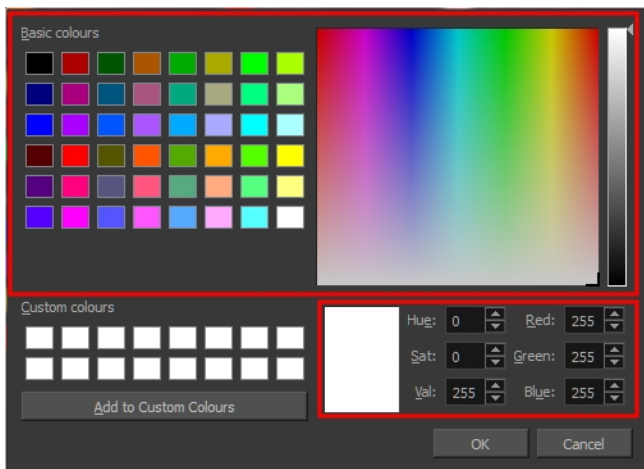 Basic colours
Custom colours
Add to Custom Colours
Hue: 0 Red: 255
Sat: 0 Green: 255
Val: 255 Blue: 255
OK Cancel